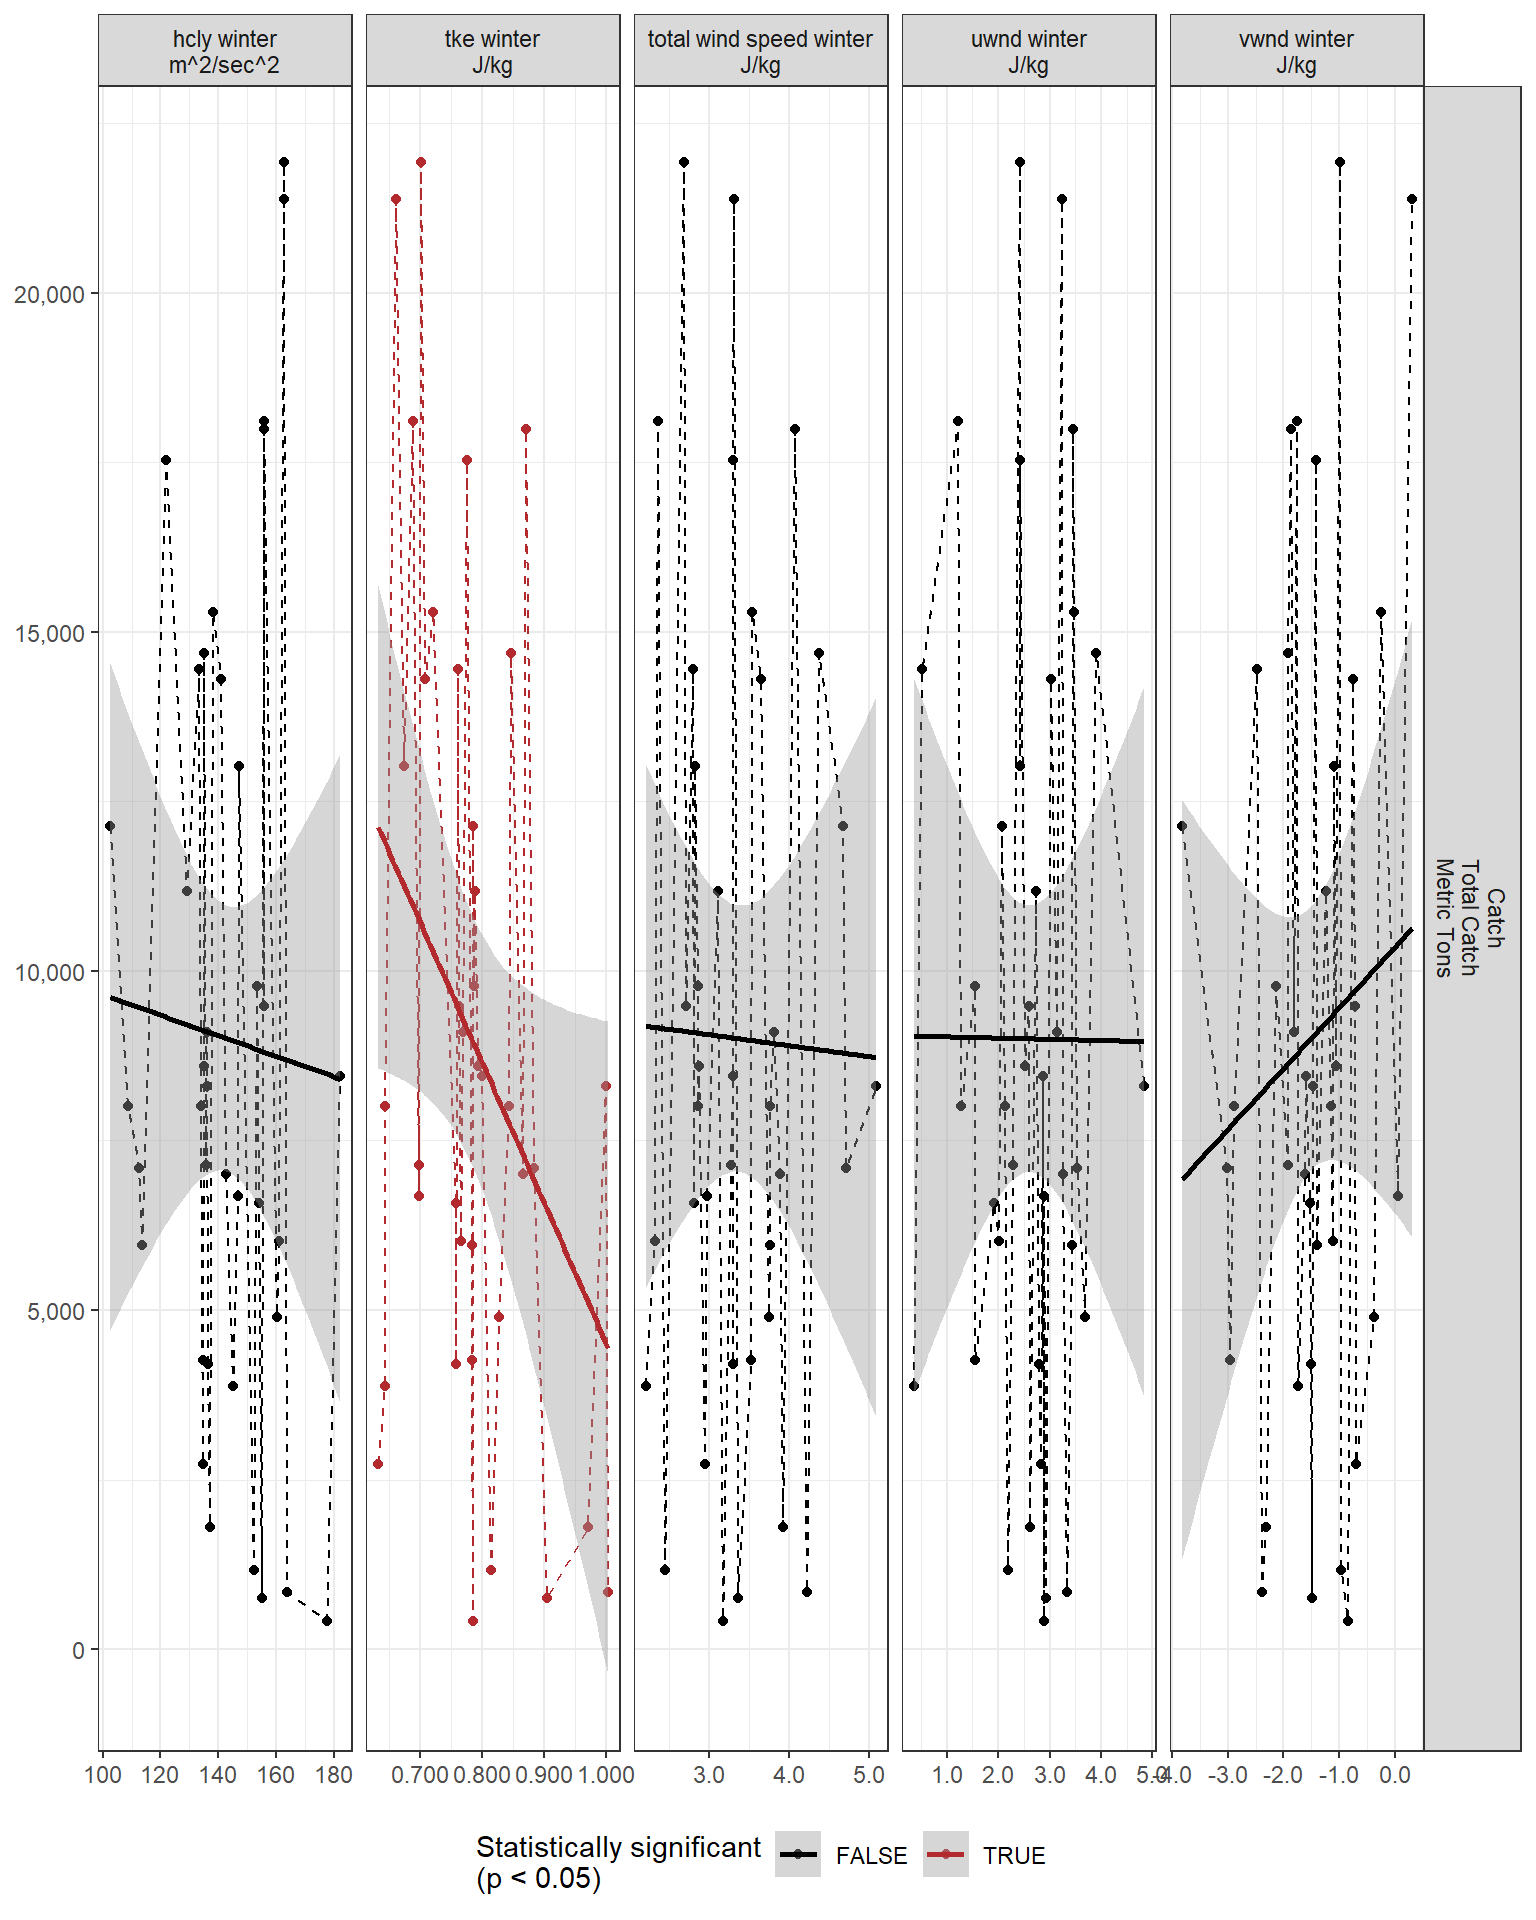 hcly winter
m^2/sec^2
tke winter
J/kg
total wind speed winter
J/kg
uwnd winter
J/kg
vwnd winter
J/kg
20,000
15,000
10,000
5,000
0
Catch
Total Catch
Metric Tons
100 120 140 160 180
0.700 0.800 0.900 1.000
3.0 4.0 5.0
1.0 2.0 3.0 4.0 5.0
-4.0 -3.0 -2.0 -1.0 0.0
Statistically significant
(p < 0.05)
FALSE
TRUE